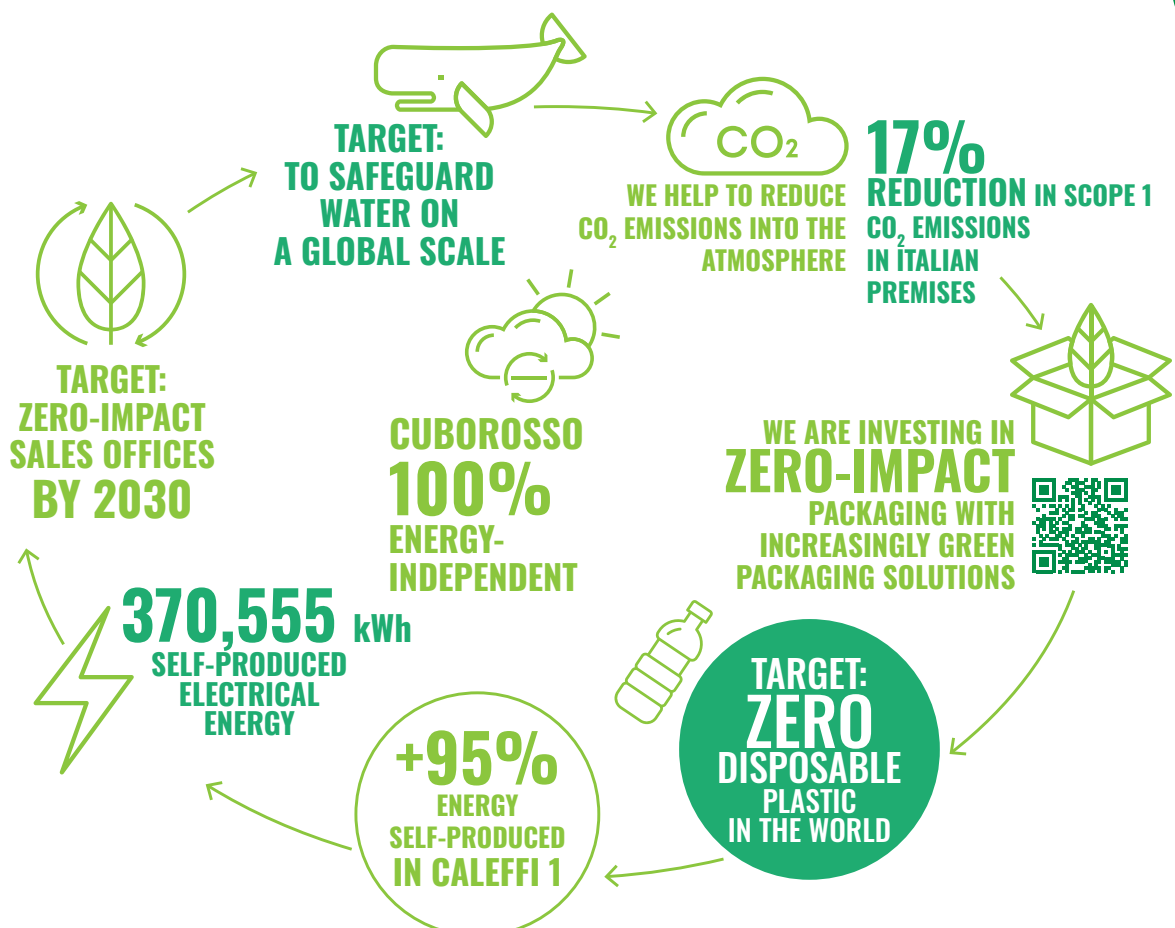 TARGET:
TO SAFEGUARD
WATER ON
A GLOBAL SCALE
CO2
WE HELP TO REDUCE
CO₂ EMISSIONS INTO THE
ATMOSPHERE
17%
REDUCTION IN SCOPE 1
CO₂ EMISSIONS
IN ITALIAN
PREMISES
WE ARE INVESTING IN
ZERO-IMPACT
PACKAGING WITH
INCREASINGLY GREEN
PACKAGING SOLUTIONS
TARGET:
ZERO
DISPOSABLE
PLASTIC
IN THE WORLD
+95%
ENERGY
SELF-PRODUCED
IN CALEFFI 1
370,555 kWh
SELF-PRODUCED
ELECTRICAL
ENERGY
TARGET:
ZERO-IMPACT
SALES OFFICES
BY 2030
CUBOROSSO
100%
ENERGY-
INDEPENDENT